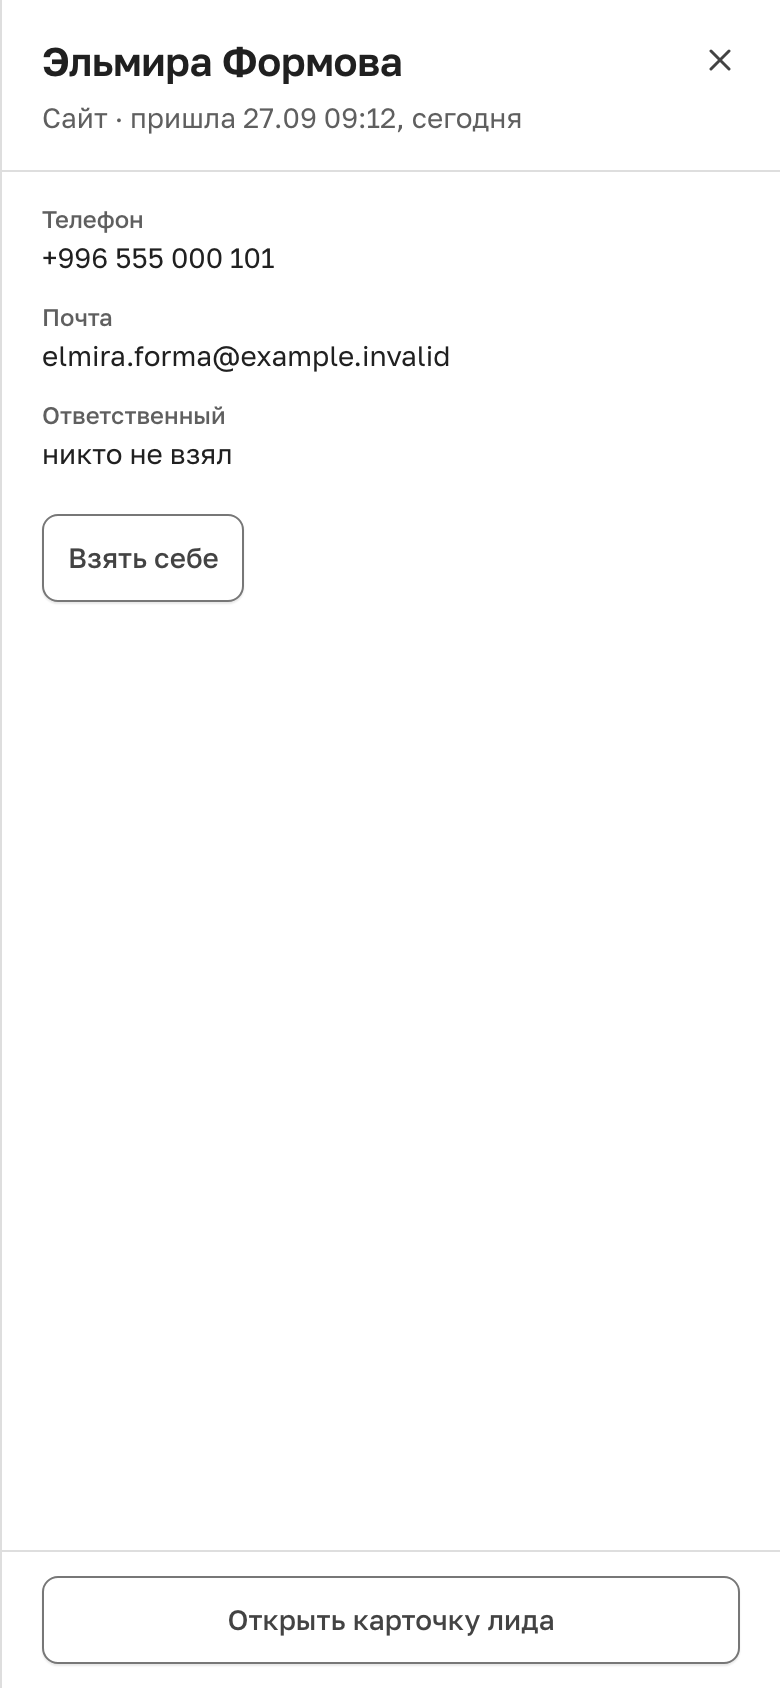 Эльмира Формова
Сайт · пришла 27.09 09:12, сегодня
Телефон
+996 555 000 101
Почта
elmira.forma@example.invalid
Ответственный
никто не взял
Взять себе
Открыть карточку лида